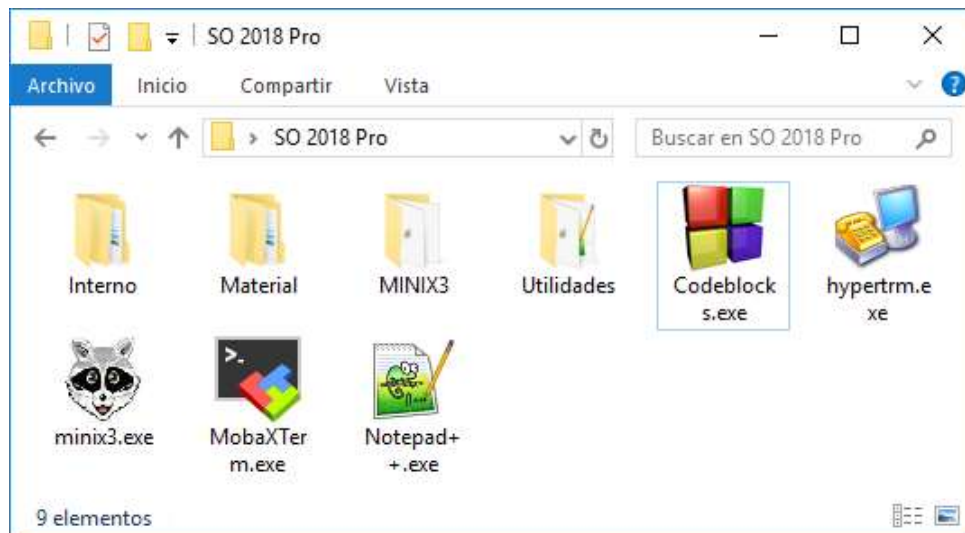 SO 2018 Pro
Archivo Inicio Compartir Vista ?
> SO 2018 Pro Buscar en SO 2018 Pro
Interno Material MINIX3 Utilidades Codeblock hypertrm.e
s.exe xe
minix3.exe MobaXTer Notepad+
m.exe +.exe
9 elementos